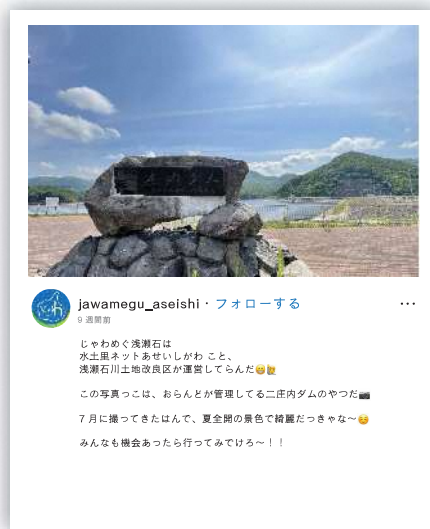 jawamegu_aseishi・フォローする
9週間前
じゃわめぐ浅瀬石は
水土里ネットあせいしがわ こと、
浅瀬石川土地改良区が運営してらんだ😄🙋
この写真っこは、おらんとが管理してる二庄内ダムのやつだ📷
7月に撮ってきたはんで、夏全開の景色で綺麗だっきゃな〜☺️
みんなも機会あったら行ってみでけろ〜！！